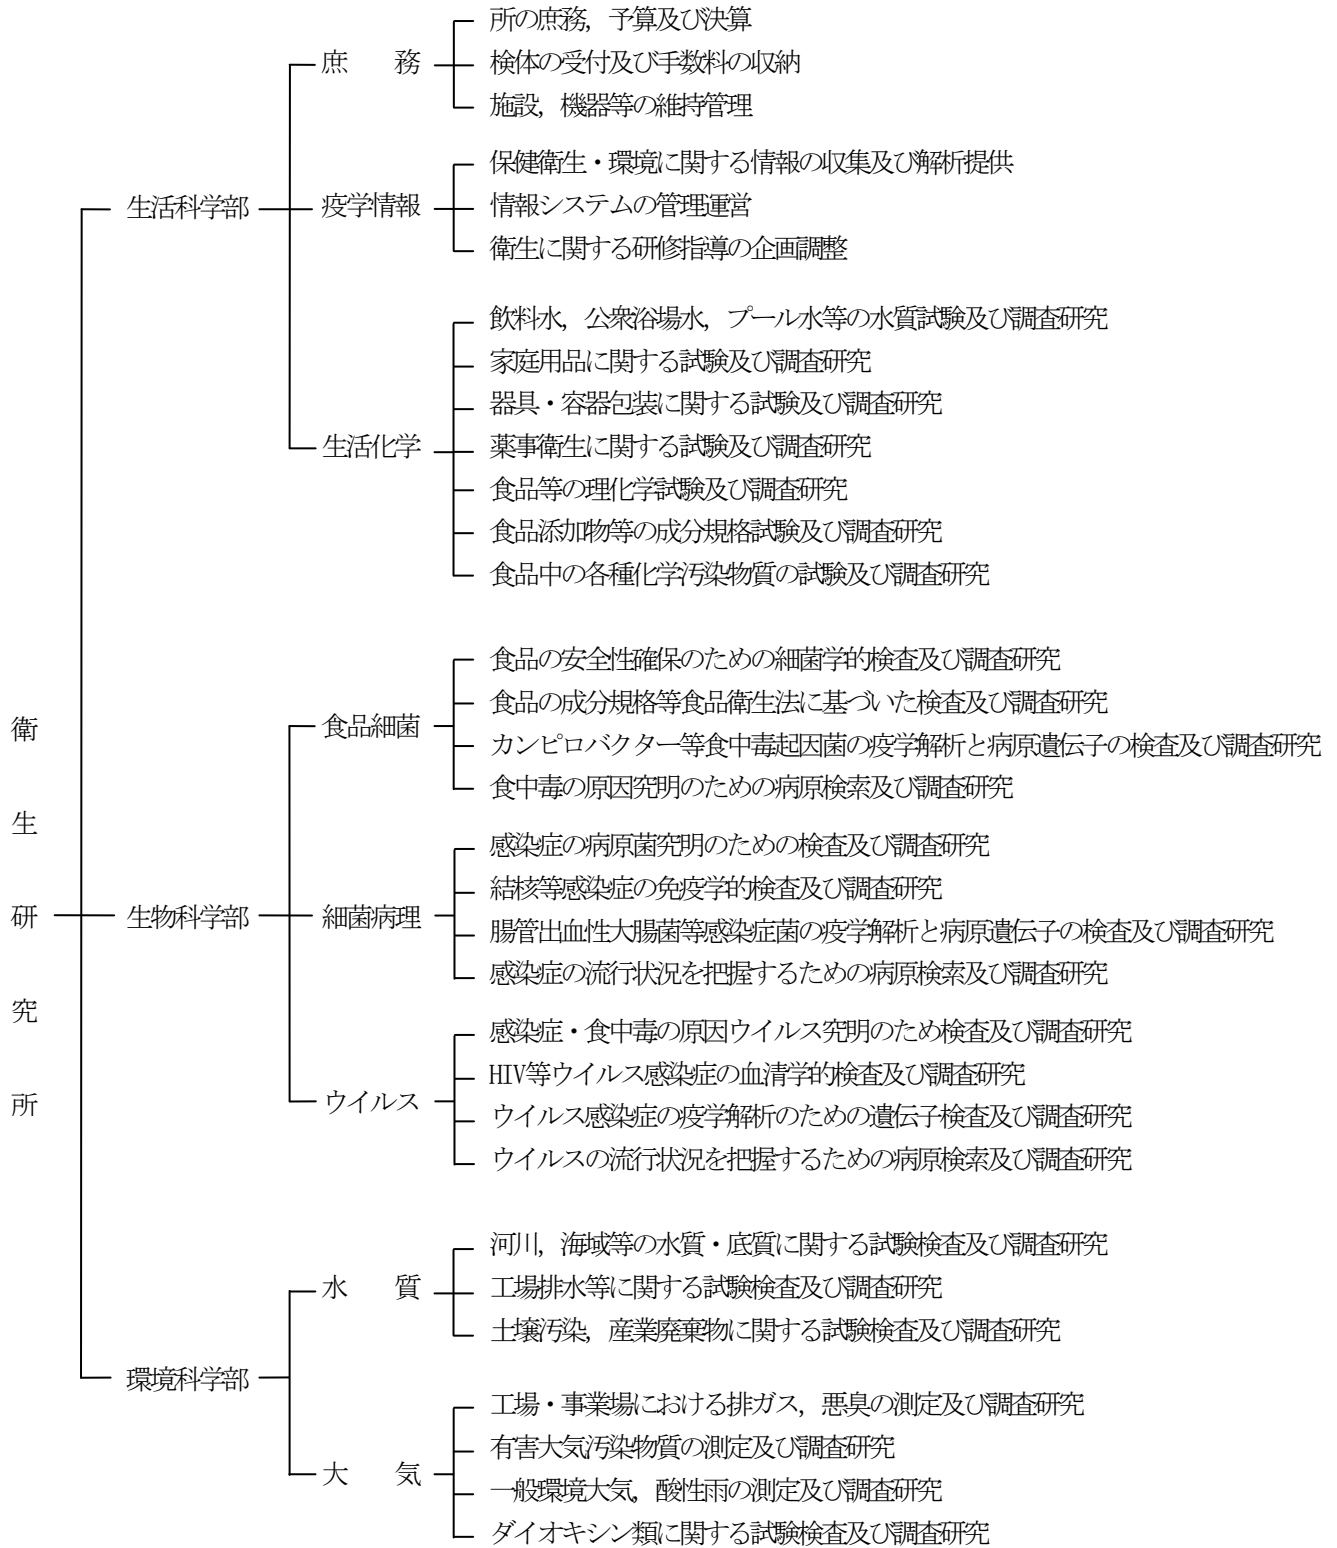 衛生研究所
生活科学部
庶　務
所の庶務，予算及び決算
検体の受付及び手数料の収納
施設，機器等の維持管理
疫学情報
保健衛生・環境に関する情報の収集及び解析提供
情報システムの管理運営
衛生に関する研修指導の企画調整
生活化学
飲料水，公衆浴場水，プール水等の水質試験及び調査研究
家庭用品に関する試験及び調査研究
器具・容器包装に関する試験及び調査研究
薬事衛生に関する試験及び調査研究
食品等の理化学試験及び調査研究
食品添加物等の成分規格試験及び調査研究
食品中の各種化学汚染物質の試験及び調査研究
生物科学部
食品細菌
食品の安全性確保のための細菌学的検査及び調査研究
食品の成分規格等食品衛生法に基づいた検査及び調査研究
カンピロバクター等食中毒起因菌の疫学解析と病原遺伝子の検査及び調査研究
食中毒の原因究明のための病原検索及び調査研究
細菌病理
感染症の病原菌究明のための検査及び調査研究
結核等感染症の免疫学的検査及び調査研究
腸管出血性大腸菌等感染症菌の疫学解析と病原遺伝子の検査及び調査研究
感染症の流行状況を把握するための病原検索及び調査研究
ウイルス
感染症・食中毒の原因ウイルス究明のため検査及び調査研究
HIV等ウイルス感染症の血清学的検査及び調査研究
ウイルス感染症の疫学解析のための遺伝子検査及び調査研究
ウイルスの流行状況を把握するための病原検索及び調査研究
環境科学部
水　質
河川，海域等の水質・底質に関する試験検査及び調査研究
工場排水等に関する試験検査及び調査研究
土壌汚染，産業廃棄物に関する試験検査及び調査研究
大　気
工場・事業場における排ガス，悪臭の測定及び調査研究
有害大気汚染物質の測定及び調査研究
一般環境大気，酸性雨の測定及び調査研究
ダイオキシン類に関する試験検査及び調査研究